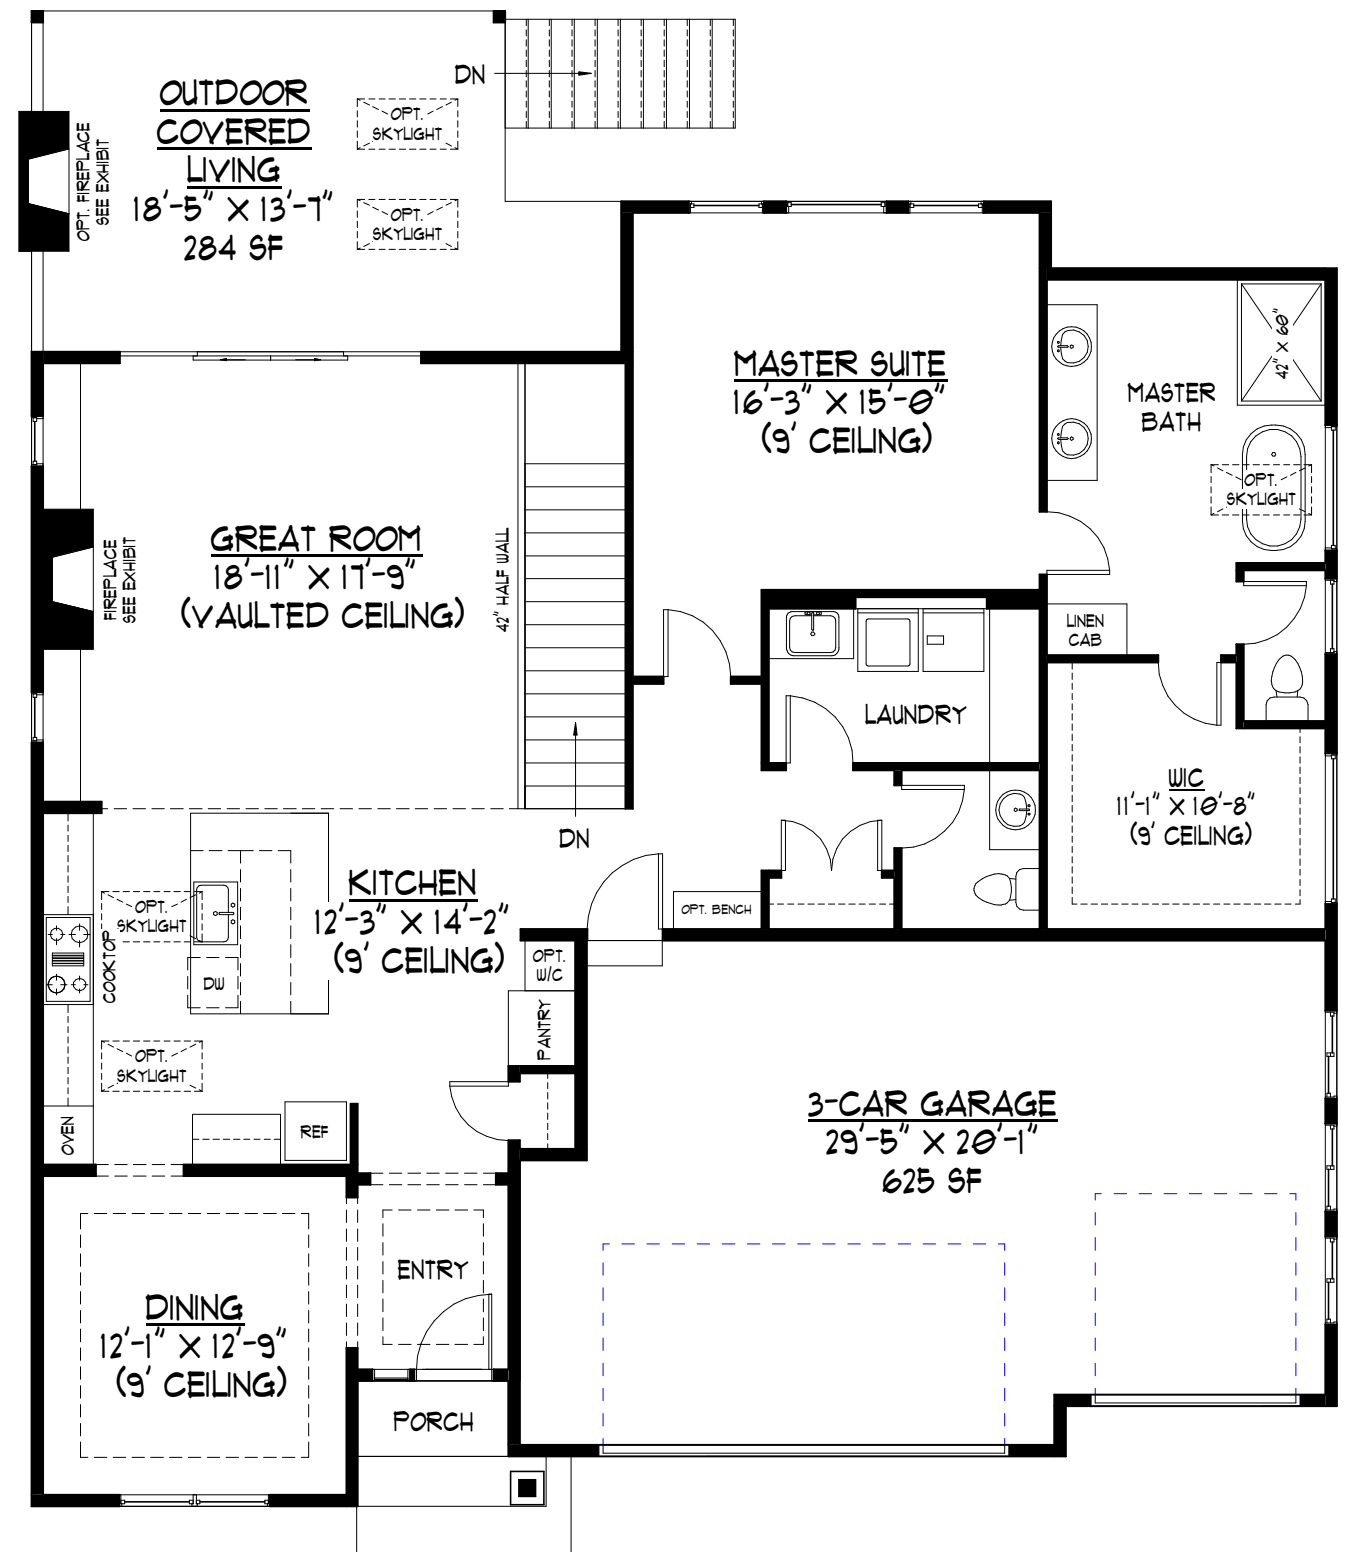 OUTDOOR
COVERED
LIVING
18'-5" X 13'-7"
284 SF
OPT. FIREPLACE
SEE EXHIBIT
OPT.
SKYLIGHT
OPT.
SKYLIGHT
DN
MASTER SUITE
16'-3" X 15'-0"
(9' CEILING)
MASTER
BATH
42" X 60"
OPT.
SKYLIGHT
LINEN
CAB
GREAT ROOM
18'-11" X 17'-9"
(VAULTED CEILING)
FIREPLACE
SEE EXHIBIT
42" HALF WALL
DN
LAUNDRY
WIC
11'-1" X 10'-8"
(9' CEILING)
KITCHEN
12'-3" X 14'-2"
(9' CEILING)
OPT.
SKYLIGHT
COOKTOP
DW
OPT. BENCH
OPT.
W/C
PANTRY
OPT.
SKYLIGHT
OVEN
REF
3-CAR GARAGE
29'-5" X 20'-1"
625 SF
ENTRY
DINING
12'-1" X 12'-9"
(9' CEILING)
PORCH